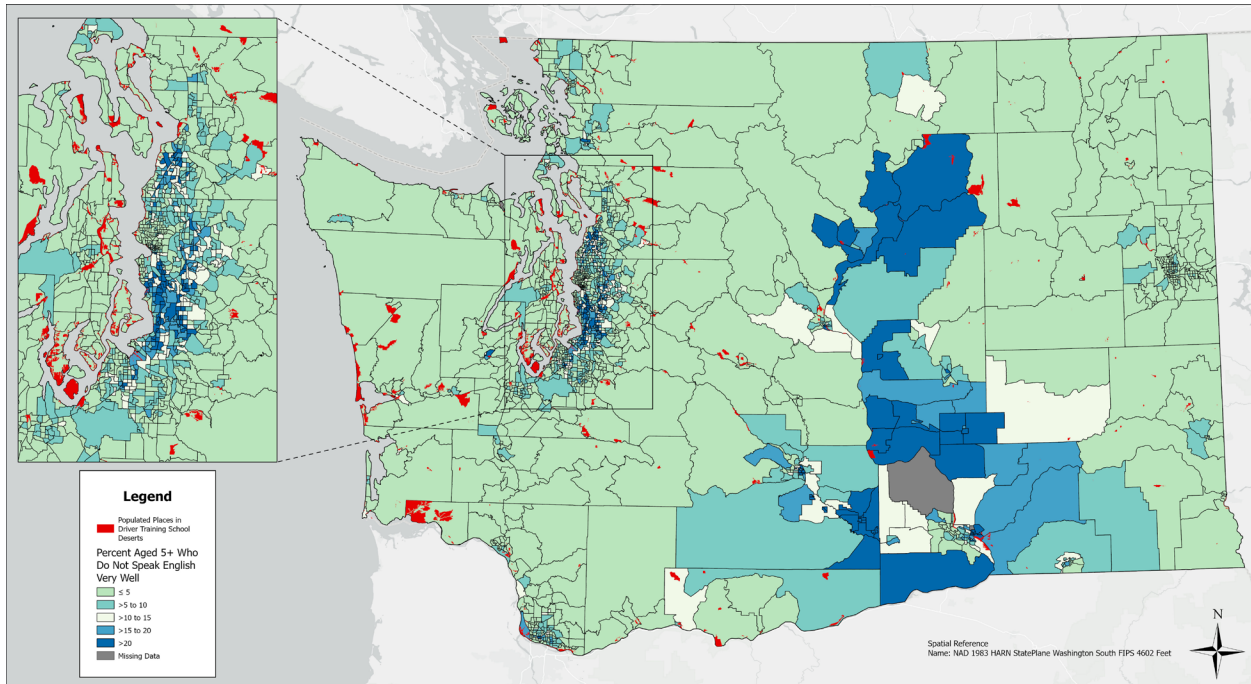 Legend
Populated Places in
Driver Training School
Deserts
Percent Aged 5+ Who
Do Not Speak English
Very Well
≤ 5
>5 to 10
>10 to 15
>15 to 20
>20
Missing Data
N
Spatial Reference
Name: NAD 1983 HARN StatePlane Washington South FIPS 4602 Feet